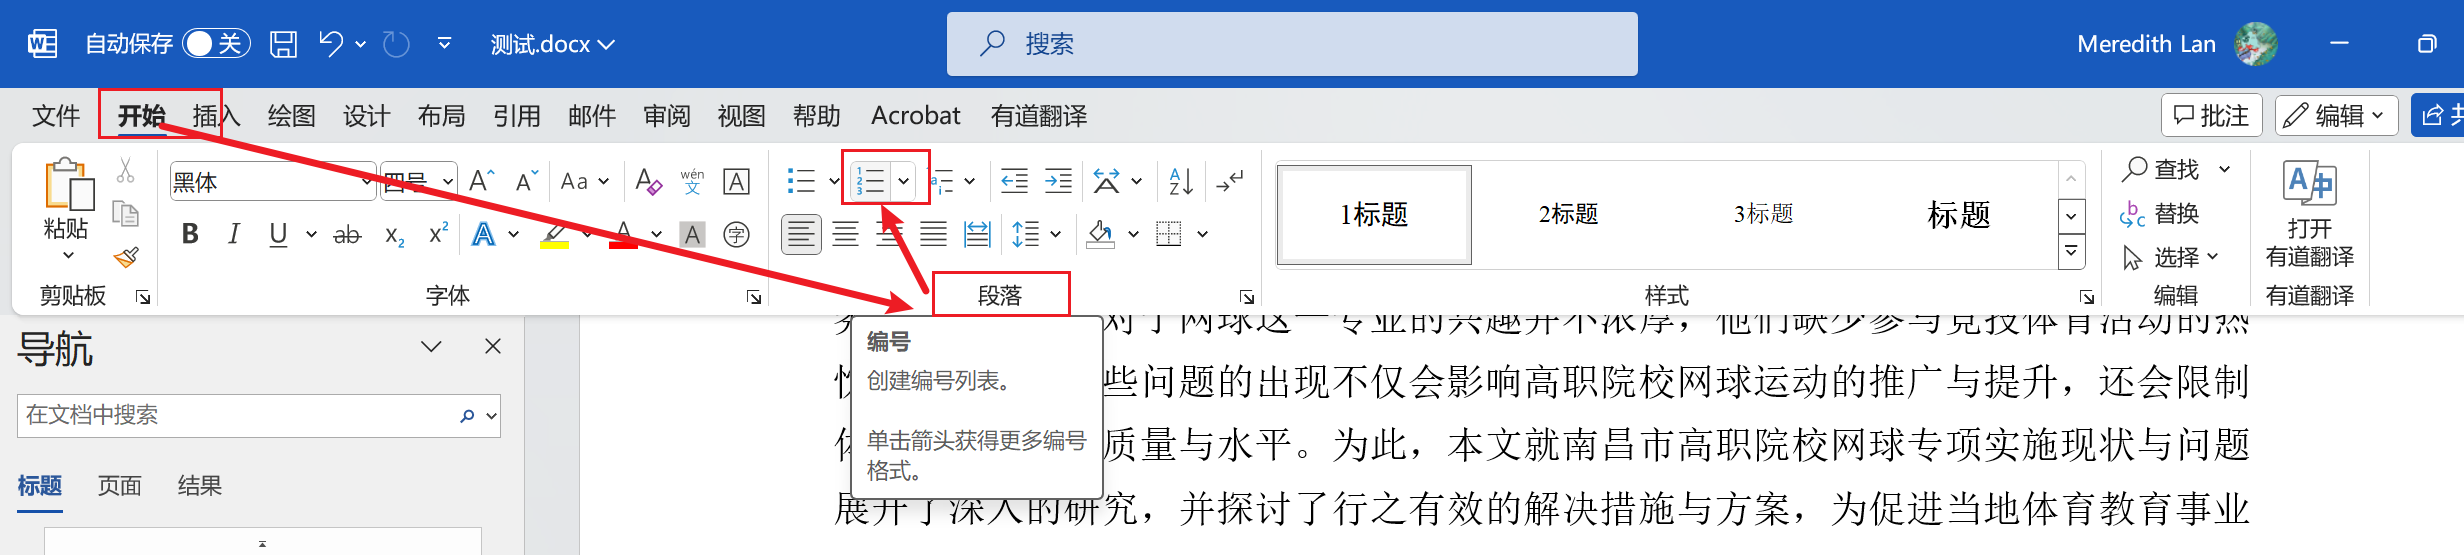 自动保存 关 测试.docx 搜索 Meredith Lan
文件 开始 插入 绘图 设计 布局 引用 邮件 审阅 视图 帮助 Acrobat 有道翻译 批注 编辑 共
黑体 四号 Aa wén 文 A 查找
粘贴 B I U ab x₂ x² A A A 字 1标题 2标题 3标题 标题 替换 打开
选择 有道翻译
剪贴板 字体 段落 样式 编辑 有道翻译
导航
对于网球这一专业的兴趣并不浓厚，他们缺少参与竞技体育活动的热
编号
创建编号列表。
些问题的出现不仅会影响高职院校网球运动的推广与提升，还会限制
在文档中搜索
单击箭头获得更多编号
格式。
质量与水平。为此，本文就南昌市高职院校网球专项实施现状与问题
标题 页面 结果
展开了深入的研究，并探讨了行之有效的解决措施与方案，为促进当地体育教育事业